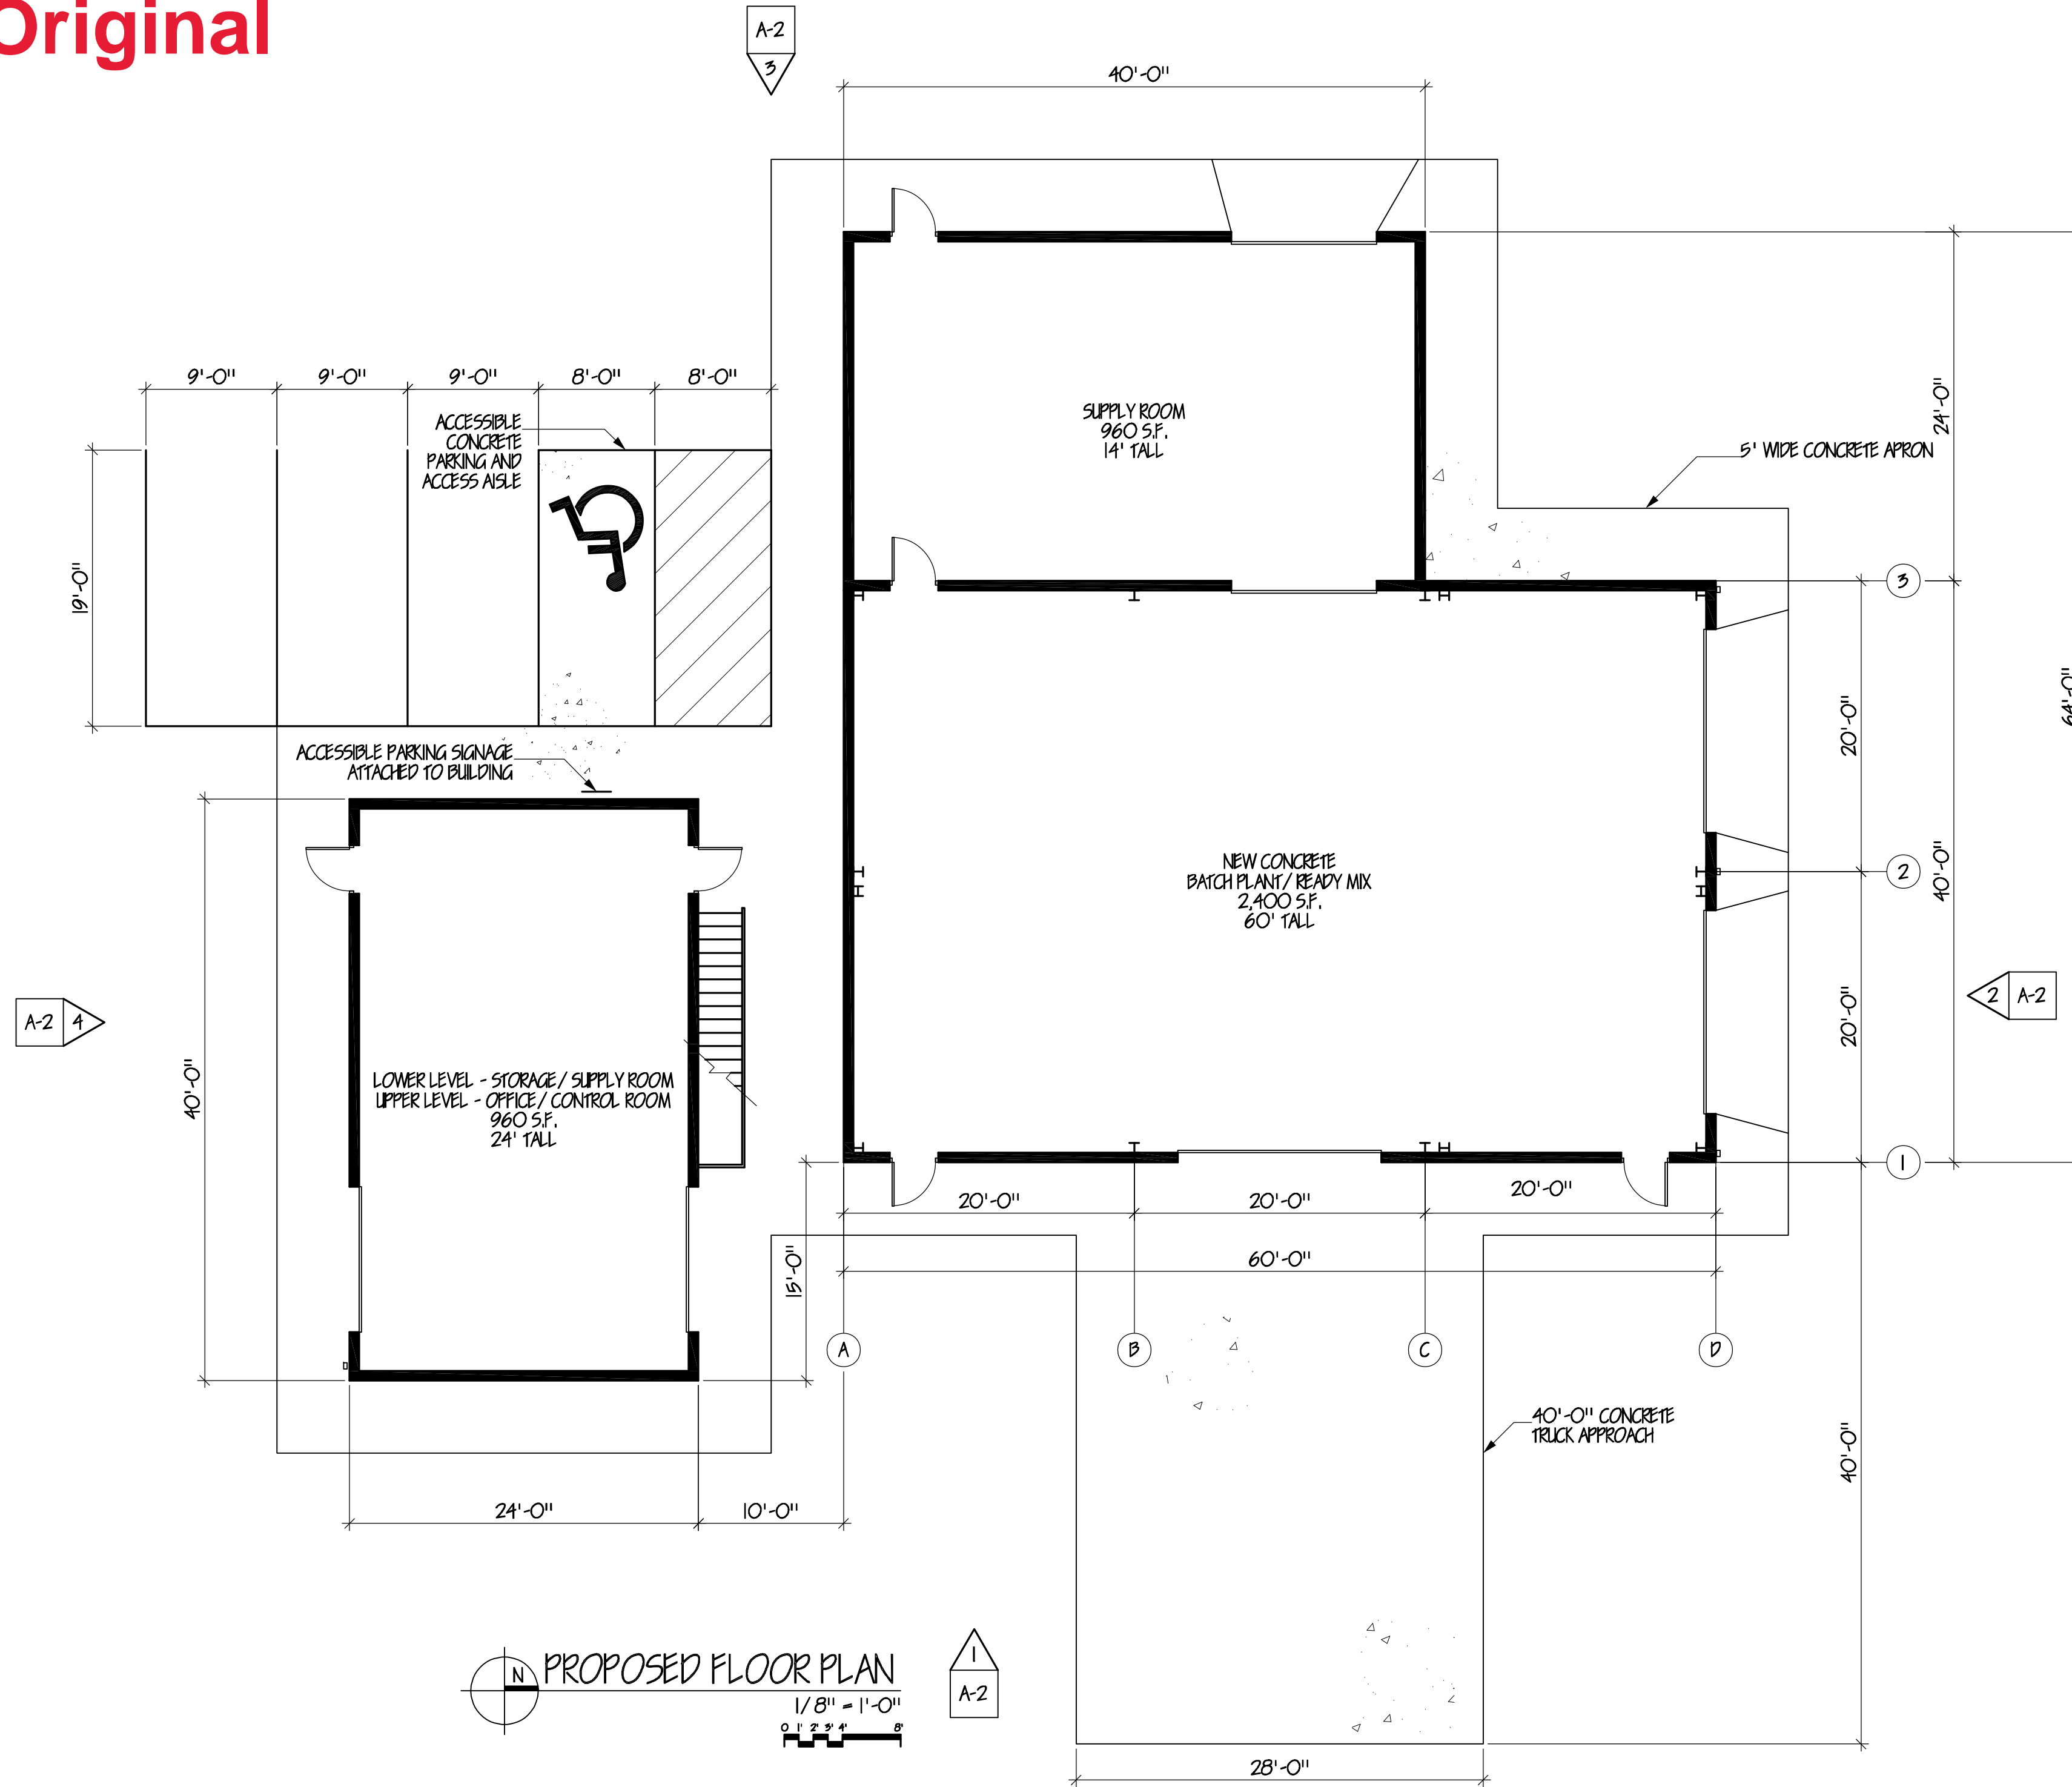 Original
A-2
3
40'-0"
9'-0"
9'-0"
9'-0"
8'-0"
8'-0"
ACCESSIBLE
CONCRETE
PARKING AND
ACCESS AISLE
19'-0"
SUPPLY ROOM
960 S.F.
14' TALL
24'-0"
5' WIDE CONCRETE APRON
3
64'-0"
20'-0"
40'-0"
ACCESSIBLE PARKING SIGNAGE
ATTACHED TO BUILDING
NEW CONCRETE
BATCH PLANT/ READY MIX
2,400 S.F.
60' TALL
2
A-2
4
2
A-2
20'-0"
40'-0"
LOWER LEVEL - STORAGE/ SUPPLY ROOM
UPPER LEVEL - OFFICE/ CONTROL ROOM
960 S.F.
24' TALL
1
20'-0"
20'-0"
20'-0"
15'-0"
60'-0"
A
B
C
D
40'-0" CONCRETE
TRUCK APPROACH
40'-0"
24'-0"
10'-0"
N
PROPOSED FLOOR PLAN
1/8" = 1'-0"
0 1' 2' 3' 4' 8'
1
A-2
28'-0"